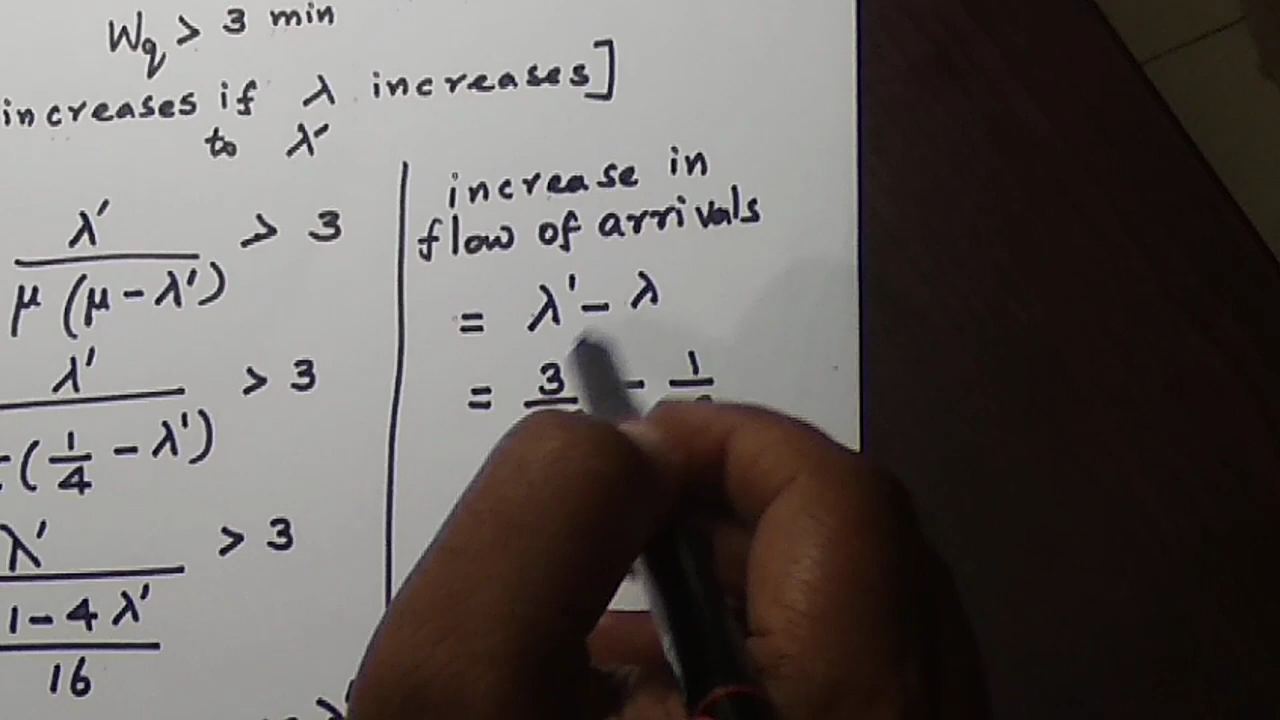 Wq > 3 min
increases if λ increases]
to λ'
λ'
μ (μ - λ') > 3
λ'
(1/4 - λ') > 3
λ'
1 - 4λ'
16 > 3
increase in
flow of arrivals
= λ' - λ
= 3 - 1